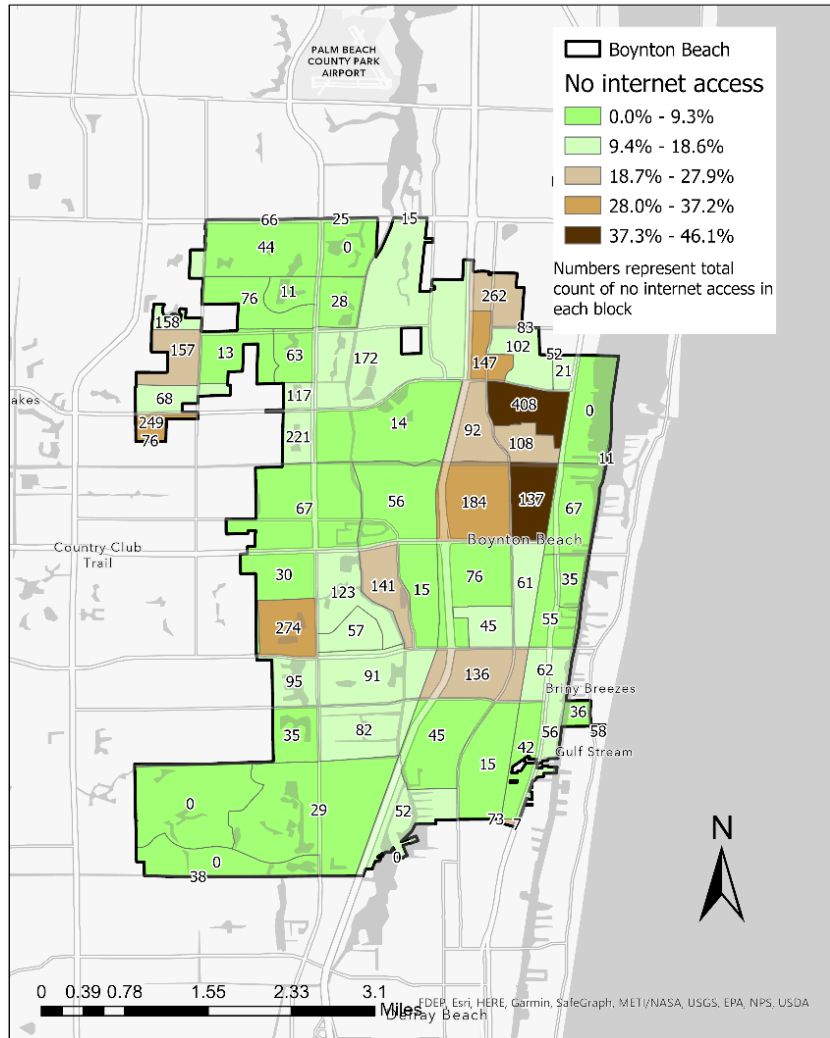 PALM BEACH
COUNTY PARK
AIRPORT
Boynton Beach
No internet access
0.0% - 9.3%
9.4% - 18.6%
18.7% - 27.9%
28.0% - 37.2%
37.3% - 46.1%
Numbers represent total
count of no internet access in
each block
66 25 15
44 0
76 11 28
262
158
83
157 13 63 172 147 102 52
21
68 117
408 0
249 14 92
76 221 108
11
67 56 184 137 67
Boynton Beach
Country Club
Trail
30 123 141 15 76 61 35
274 57 45 55
95 91 136 62
Briny Breezes
36
35 82 45 56 58
42 Gulf Stream
15
0 29 52 73 7
0 0
38
akes
N
0 0.39 0.78 1.55 2.33 3.1
Miles
FDEP, Esri, HERE, Garmin, SafeGraph, METI/NASA, USGS, EPA, NPS, USDA
Delray Beach